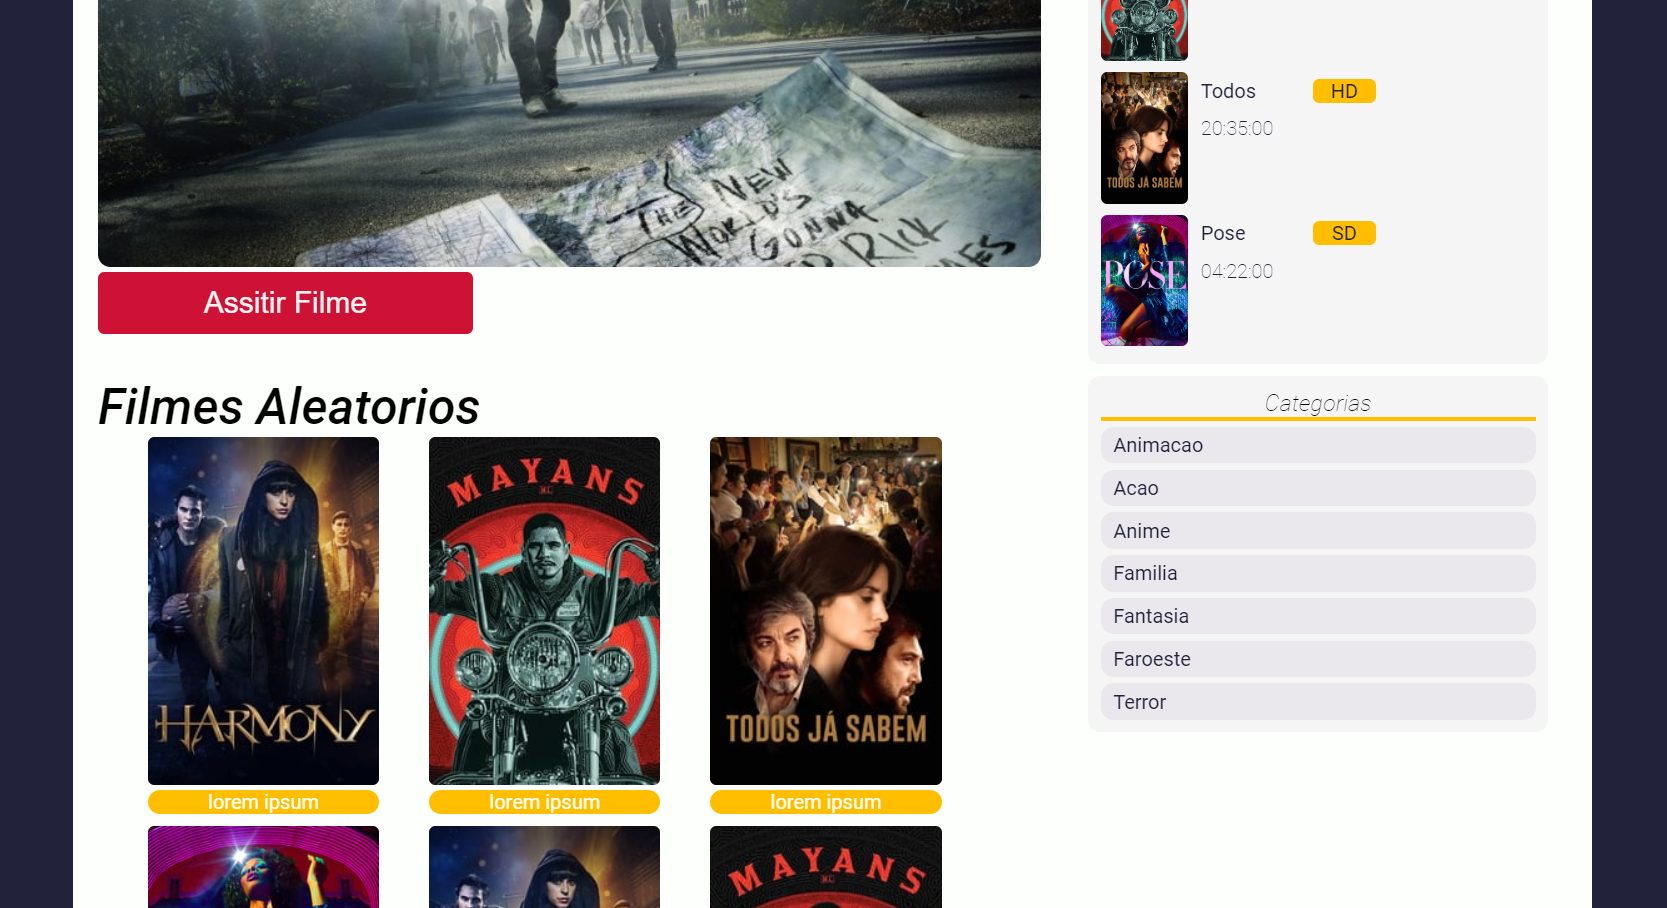 THE NEW
WORLD'S
GONNA
RICK
Assitir Filme
Filmes Aleatorios
HARMONY
MAYANS
MC
TODOS JÁ SABEM
lorem ipsum
lorem ipsum
lorem ipsum
MAYANS
MC
TODOS JÁ SABEM
Todos
HD
20:35:00
POSE
Pose
SD
04:22:00
Categorias
Animacao
Acao
Anime
Familia
Fantasia
Faroeste
Terror